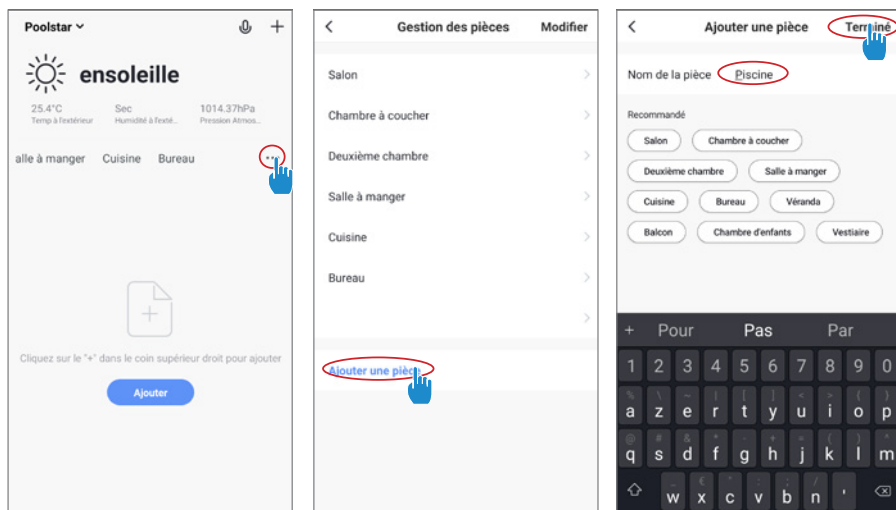 Poolstar
ensoleille
25.4°C Sec 1014.37hPa
Temp à l'extérieur Humidité à l'exté... Pression Atmos...
alle à manger Cuisine Bureau ...
Cliquez sur le "+" dans le coin supérieur droit pour ajouter
Ajouter
Gestion des pièces Modifier
Salon
Chambre à coucher
Deuxième chambre
Salle à manger
Cuisine
Bureau
Ajouter une pièce
Ajouter une pièce Terminé
Nom de la pièce Piscine
Recommandé
Salon Chambre à coucher
Deuxième chambre Salle à manger
Cuisine Bureau Véranda
Balcon Chambre d'enfants Vestiaire
+ Pour Pas Par
1 2 3 4 5 6 7 8 9 0
a z e r t y u i o p
q s d f g h j k l m
w x c v b n '